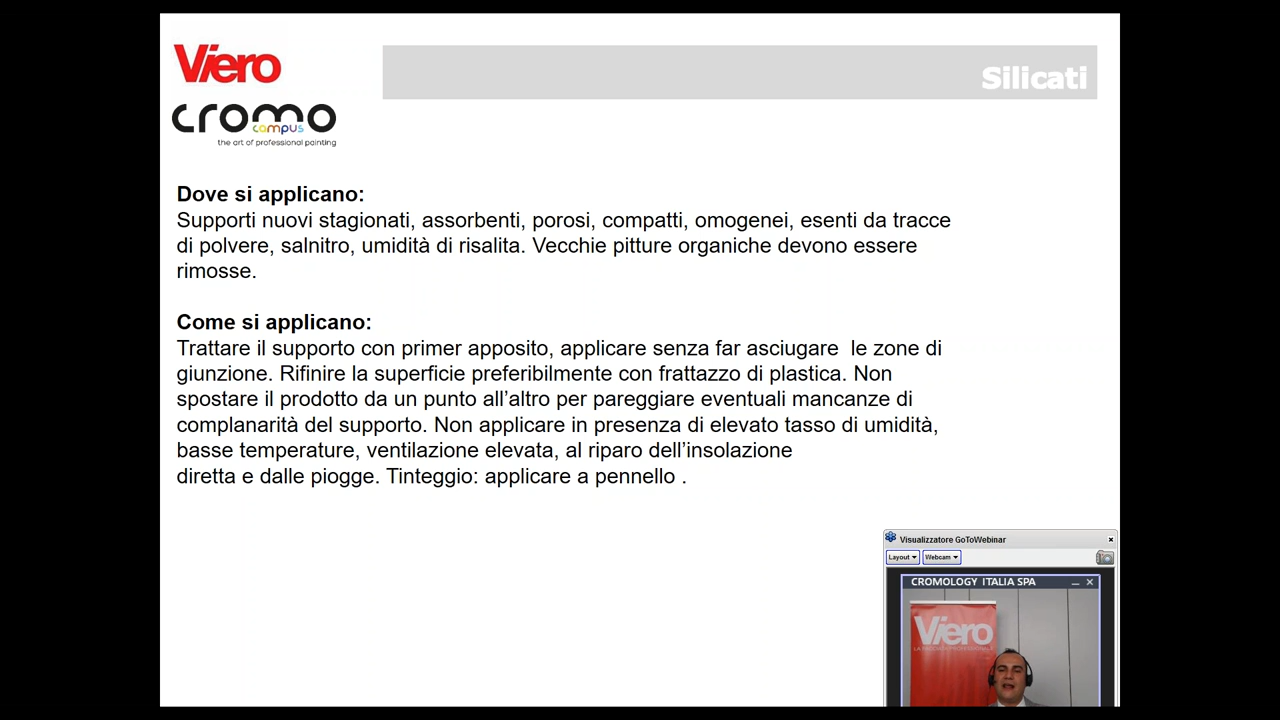 Viero
Silicati
cromo
campus
the art of professional painting
Dove si applicano:
Supporti nuovi stagionati, assorbenti, porosi, compatti, omogenei, esenti da tracce
di polvere, salnitro, umidità di risalita. Vecchie pitture organiche devono essere
rimosse.
Come si applicano:
Trattare il supporto con primer apposito, applicare senza far asciugare  le zone di
giunzione. Rifinire la superficie preferibilmente con frattazzo di plastica. Non
spostare il prodotto da un punto all’altro per pareggiare eventuali mancanze di
complanarità del supporto. Non applicare in presenza di elevato tasso di umidità,
basse temperature, ventilazione elevata, al riparo dell’insolazione
diretta e dalle piogge. Tinteggio: applicare a pennello .
Visualizzatore GoToWebinar
Layout Webcam
CROMOLOGY ITALIA SPA
Viero